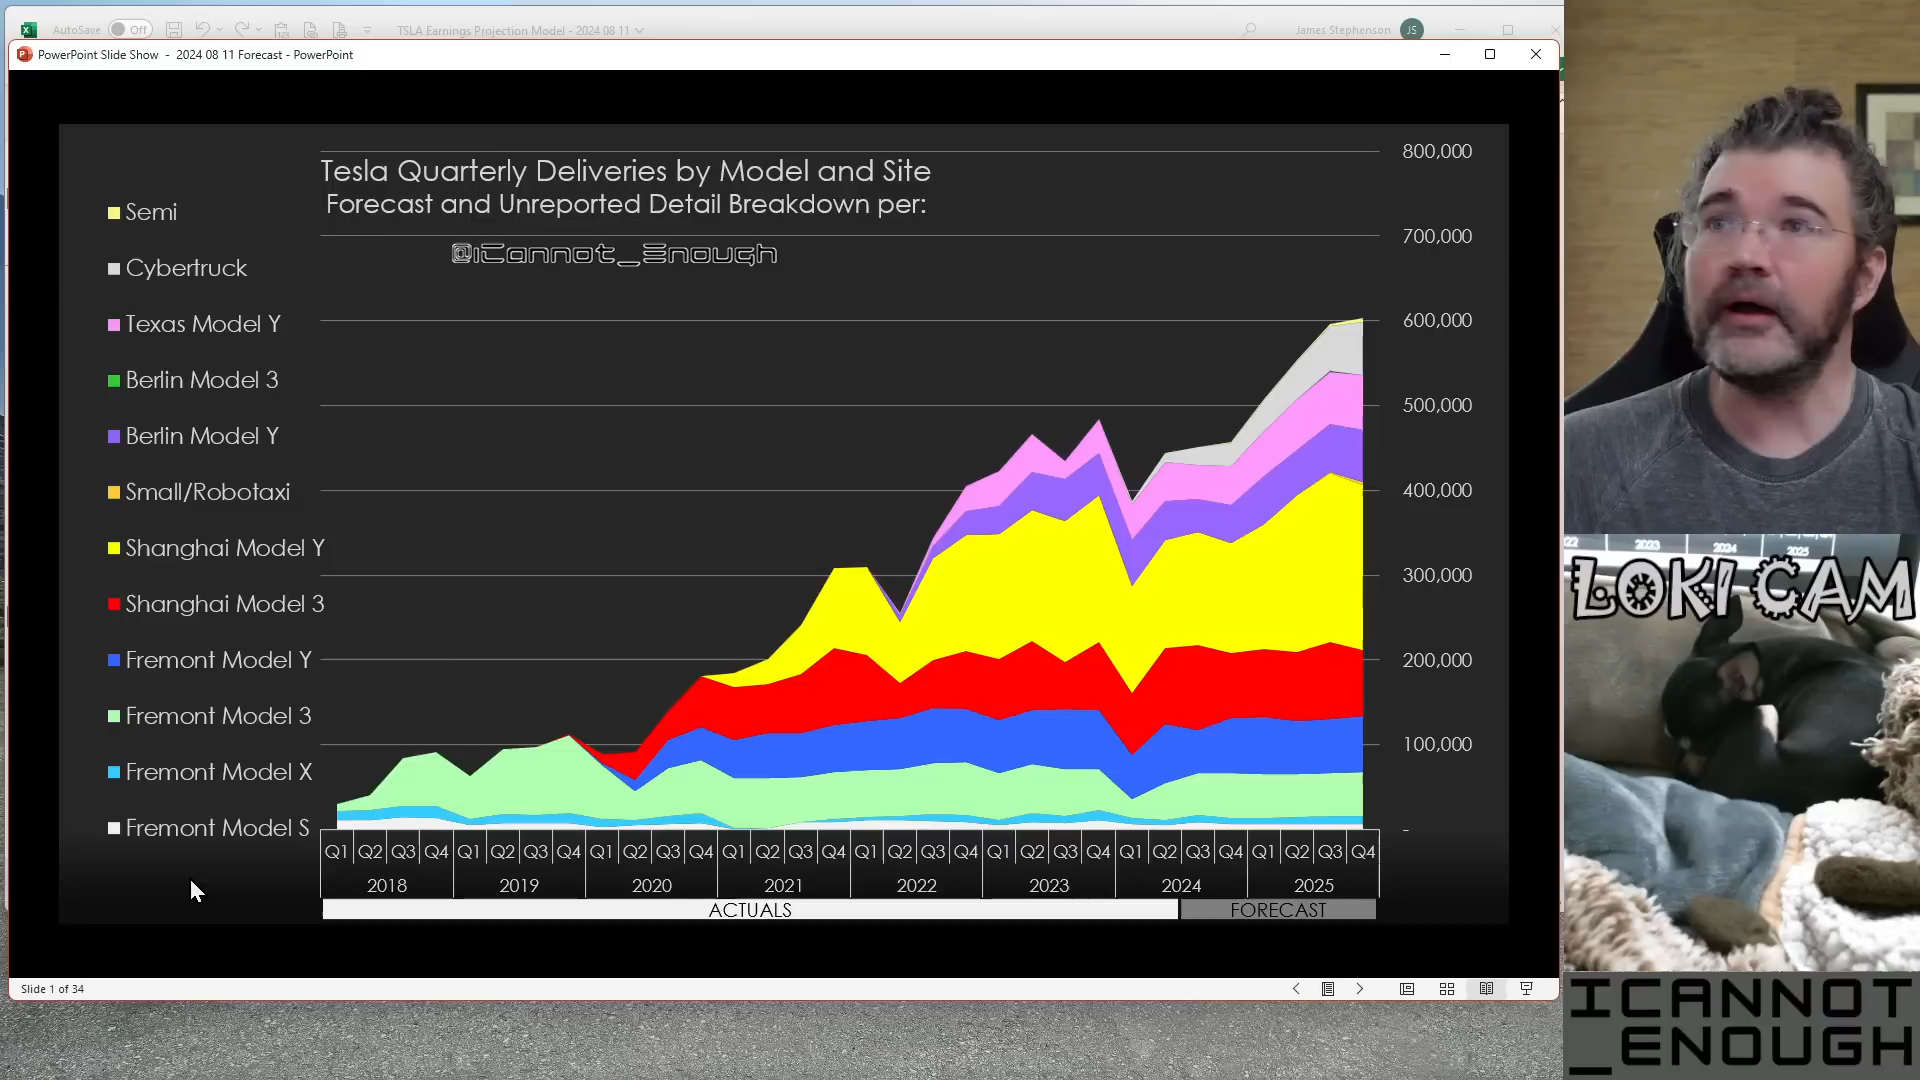 AutoSave Off TSLA Earnings Projection Model - 2024 08 11 James Stephenson JS
PowerPoint Slide Show - 2024 08 11 Forecast - PowerPoint
Tesla Quarterly Deliveries by Model and Site
Forecast and Unreported Detail Breakdown per:
@iCannot_Enough
Semi
Cybertruck
Texas Model Y
Berlin Model 3
Berlin Model Y
Small/Robotaxi
Shanghai Model Y
Shanghai Model 3
Fremont Model Y
Fremont Model 3
Fremont Model X
Fremont Model S
800,000
700,000
600,000
500,000
400,000
300,000
200,000
100,000
-
Q1 Q2 Q3 Q4 Q1 Q2 Q3 Q4 Q1 Q2 Q3 Q4 Q1 Q2 Q3 Q4 Q1 Q2 Q3 Q4 Q1 Q2 Q3 Q4 Q1 Q2 Q3 Q4 Q1 Q2 Q3 Q4
2018 2019 2020 2021 2022 2023 2024 2025
ACTUALS FORECAST
Slide 1 of 34
22 2023 2024 2025
LOKI CAM
ICANNOT
_ENOUGH